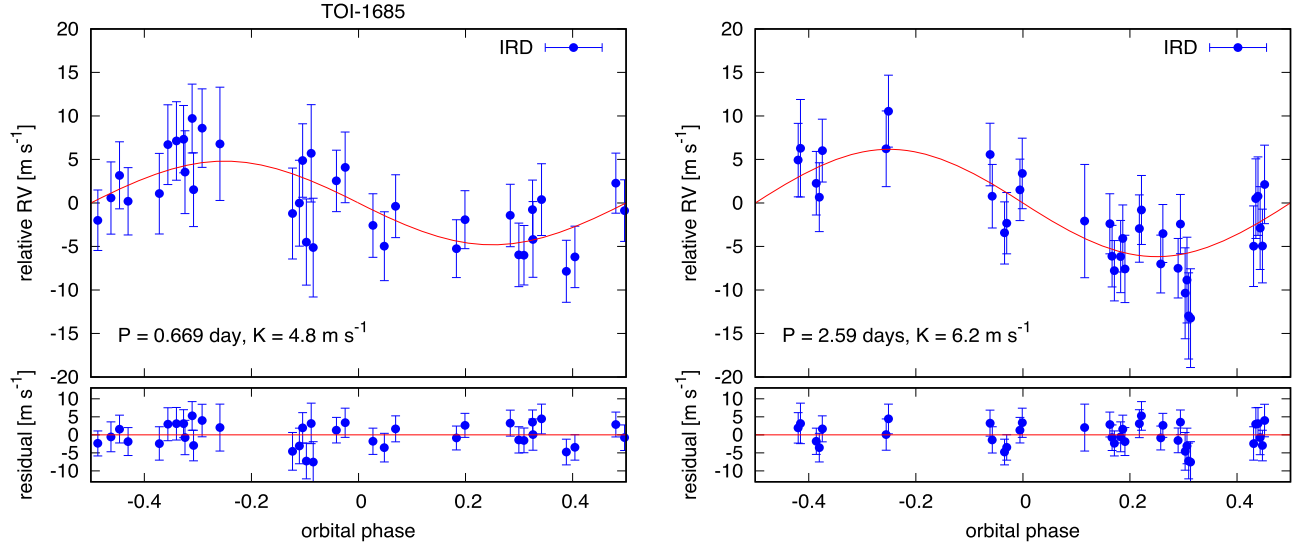 TOI-1685
relative RV [m s⁻¹]
20
15
10
5
0
-5
-10
-15
-20
IRD
P = 0.669 day, K = 4.8 m s⁻¹
residual [m s⁻¹]
10
5
0
-5
-10
-0.4 -0.2 0 0.2 0.4
orbital phase
relative RV [m s⁻¹]
20
15
10
5
0
-5
-10
-15
-20
IRD
P = 2.59 days, K = 6.2 m s⁻¹
residual [m s⁻¹]
10
5
0
-5
-10
-0.4 -0.2 0 0.2 0.4
orbital phase